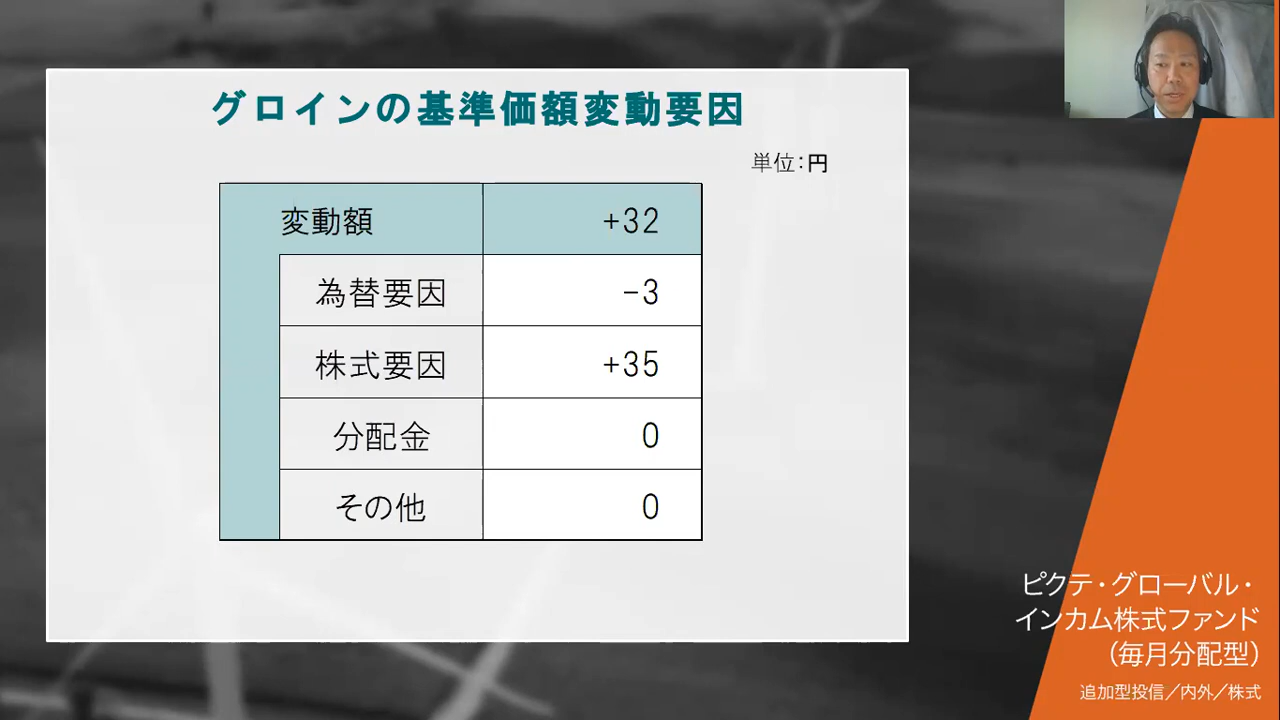 グロインの基準価額変動要因
単位:円
変動額 +32
為替要因 -3
株式要因 +35
分配金 0
その他 0
ピクテ・グローバル・
インカム株式ファンド
(毎月分配型)
追加型投信/内外/株式